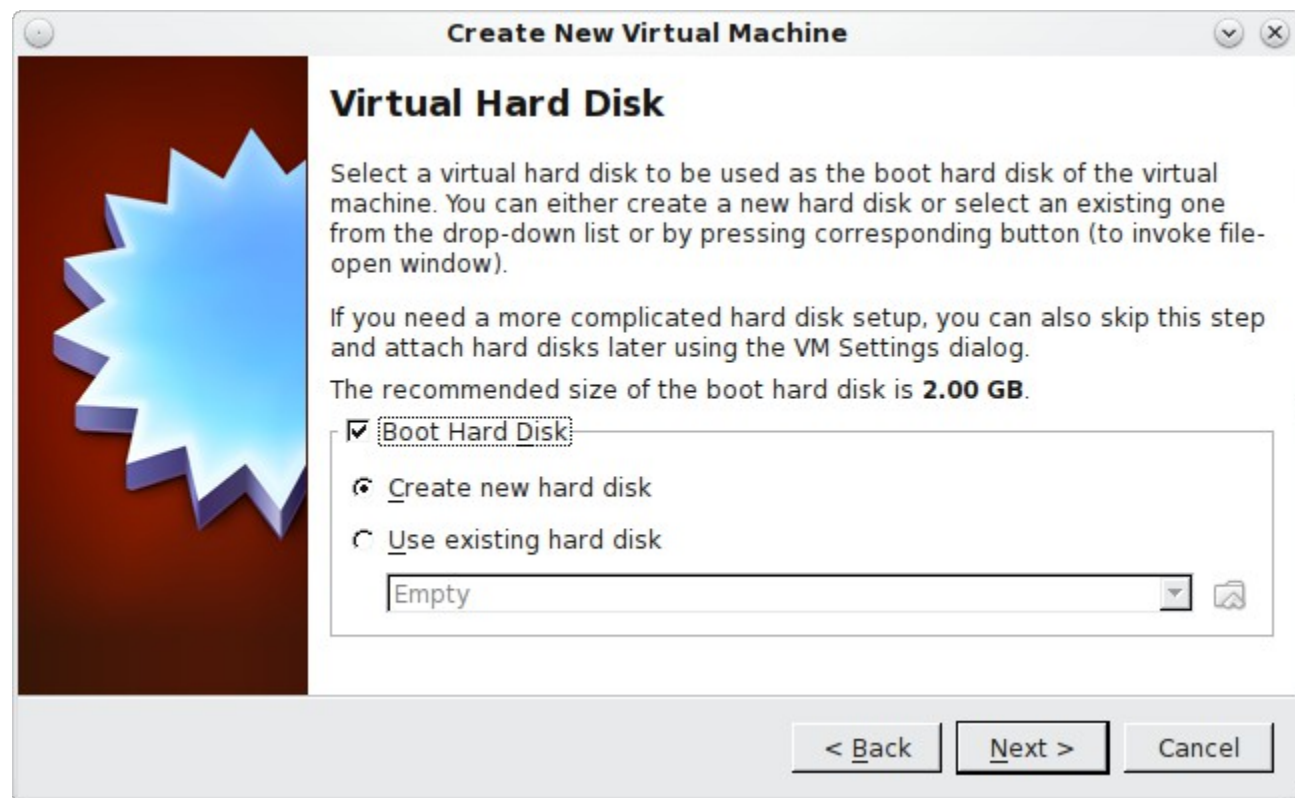 Create New Virtual Machine
Virtual Hard Disk
Select a virtual hard disk to be used as the boot hard disk of the virtual
machine. You can either create a new hard disk or select an existing one
from the drop-down list or by pressing corresponding button (to invoke file-
open window).
If you need a more complicated hard disk setup, you can also skip this step
and attach hard disks later using the VM Settings dialog.
The recommended size of the boot hard disk is 2.00 GB.
Boot Hard Disk
Create new hard disk
Use existing hard disk
Empty
< Back Next > Cancel